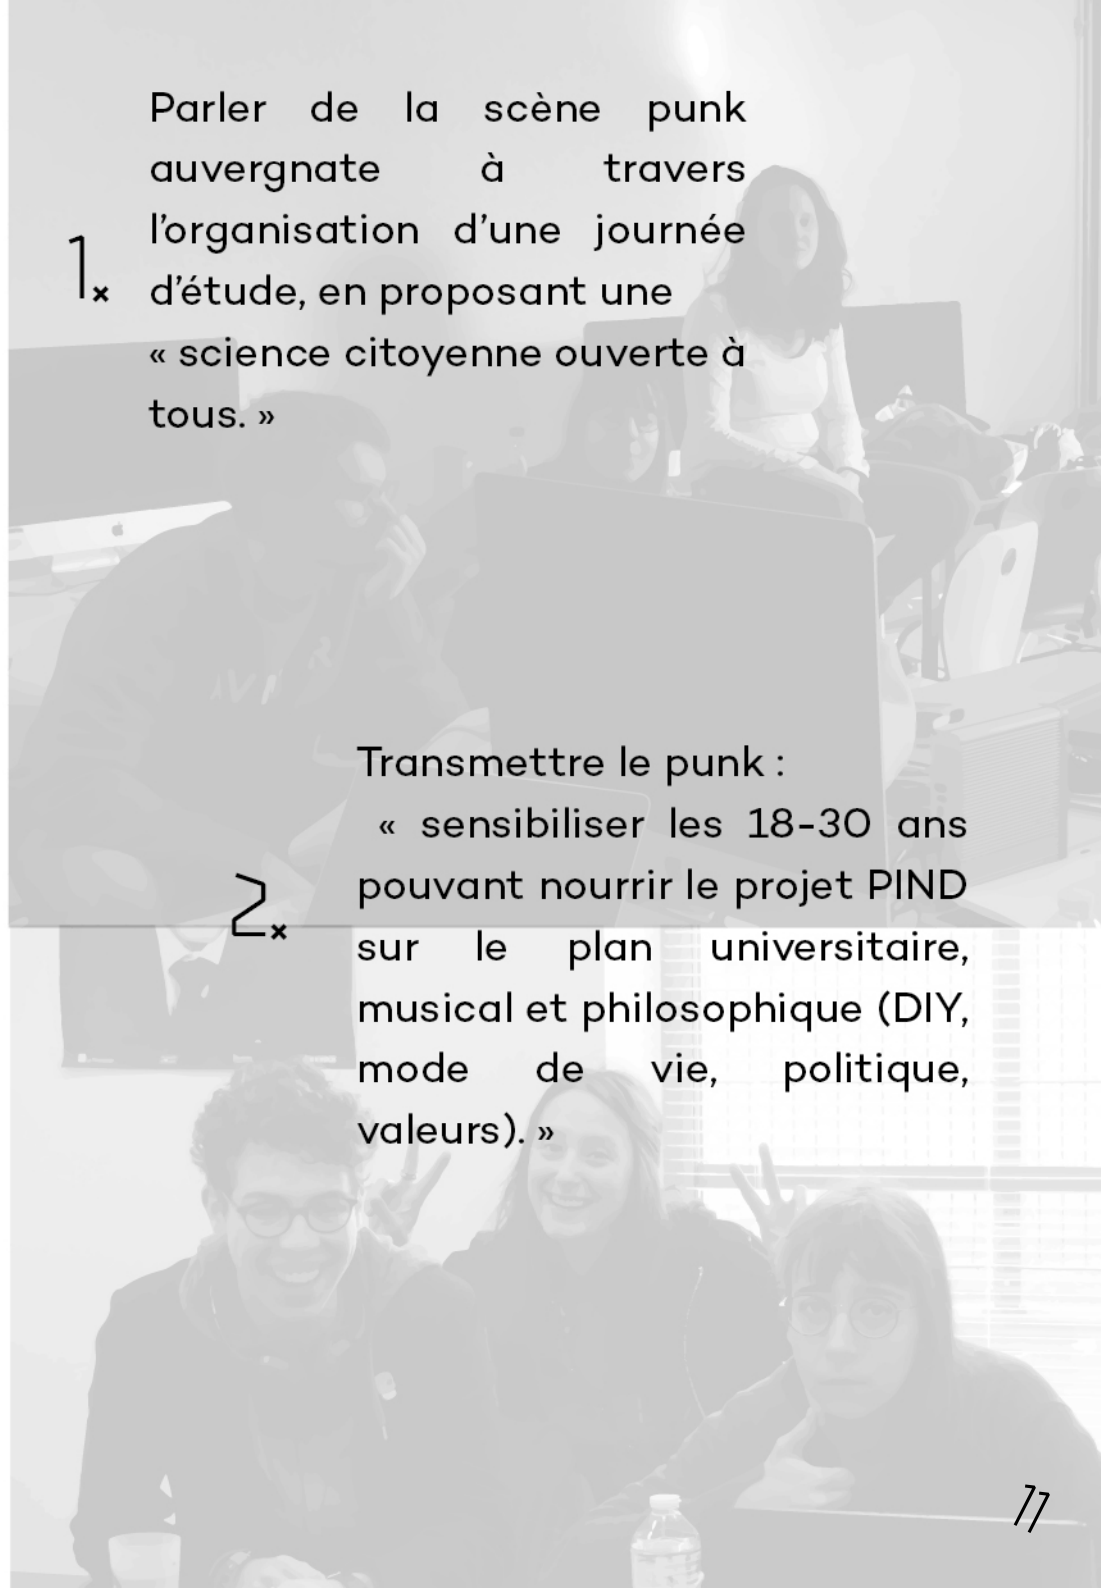 Parler de la scène punk
auvergnate à travers
l'organisation d'une journée
1× d'étude, en proposant une
« science citoyenne ouverte à
tous. »
Transmettre le punk :
« sensibiliser les 18-30 ans
pouvant nourrir le projet PIND
2× sur le plan universitaire,
musical et philosophique (DIY,
mode de vie, politique,
valeurs). »
11